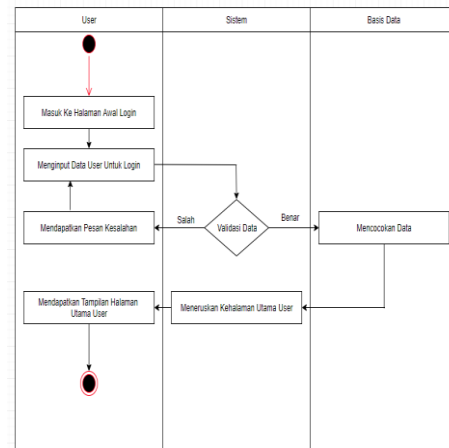 User Sistem Basis Data
Masuk Ke Halaman Awal Login
Menginput Data User Untuk Login
Mendapatkan Pesan Kesalahan
Salah
Validasi Data
Benar
Mencocokan Data
Mendapatkan Tampilan Halaman
Utama User
Meneruskan Kehalaman Utama User